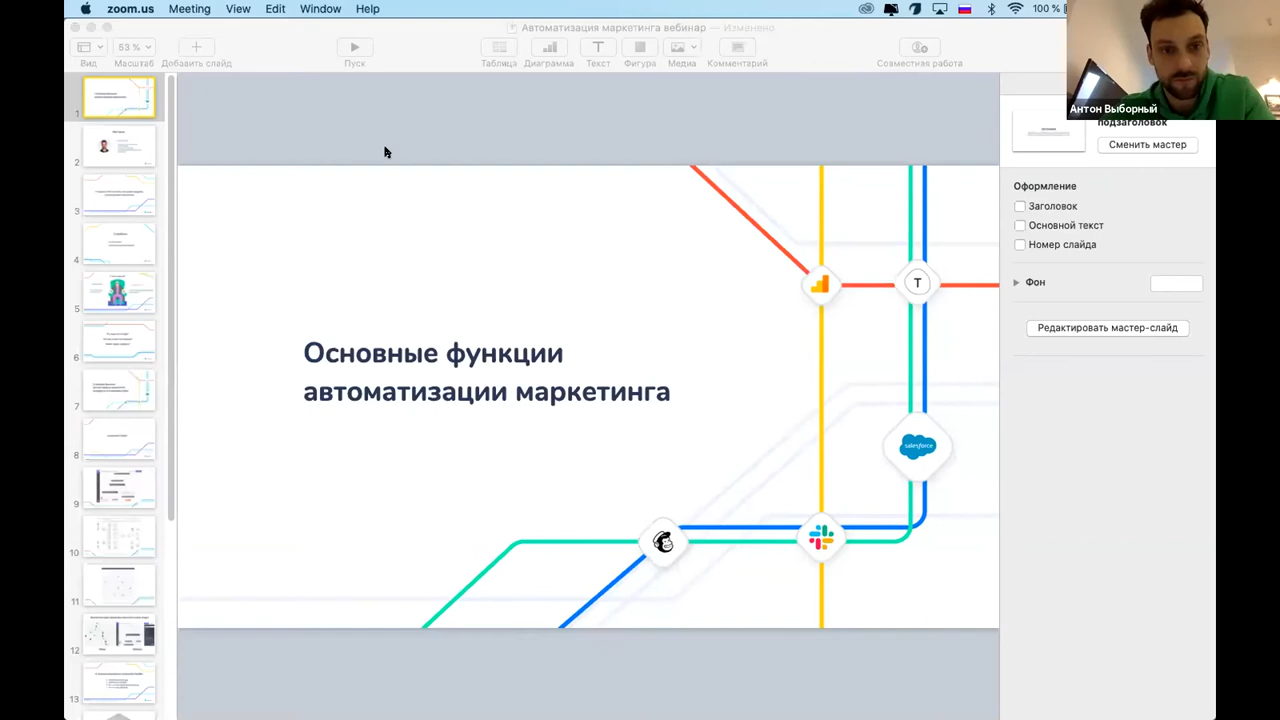 zoom.us Meeting View Edit Window Help
100 %
Автоматизация маркетинга вебинар — Изменено
53 %
Вид Масштаб Добавить слайд Пуск Таблица Диаграмма Текст Фигура Медиа Комментарий Совместная работа
Антон Выборный
подзаголовок
Сменить мастер
Оформление
Заголовок
Основной текст
Номер слайда
Фон
Редактировать мастер-слайд
T
salesforce
Основные функции
автоматизации маркетинга
1
2
3
4
5
6
7
8
9
10
11
12
13